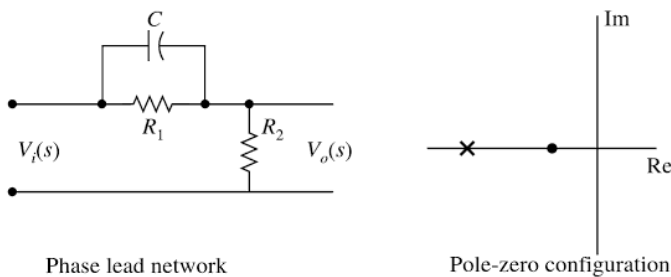 C
R₁
R₂
Vᵢ(s)
Vₒ(s)
Phase lead network
Im
Re
Pole-zero configuration